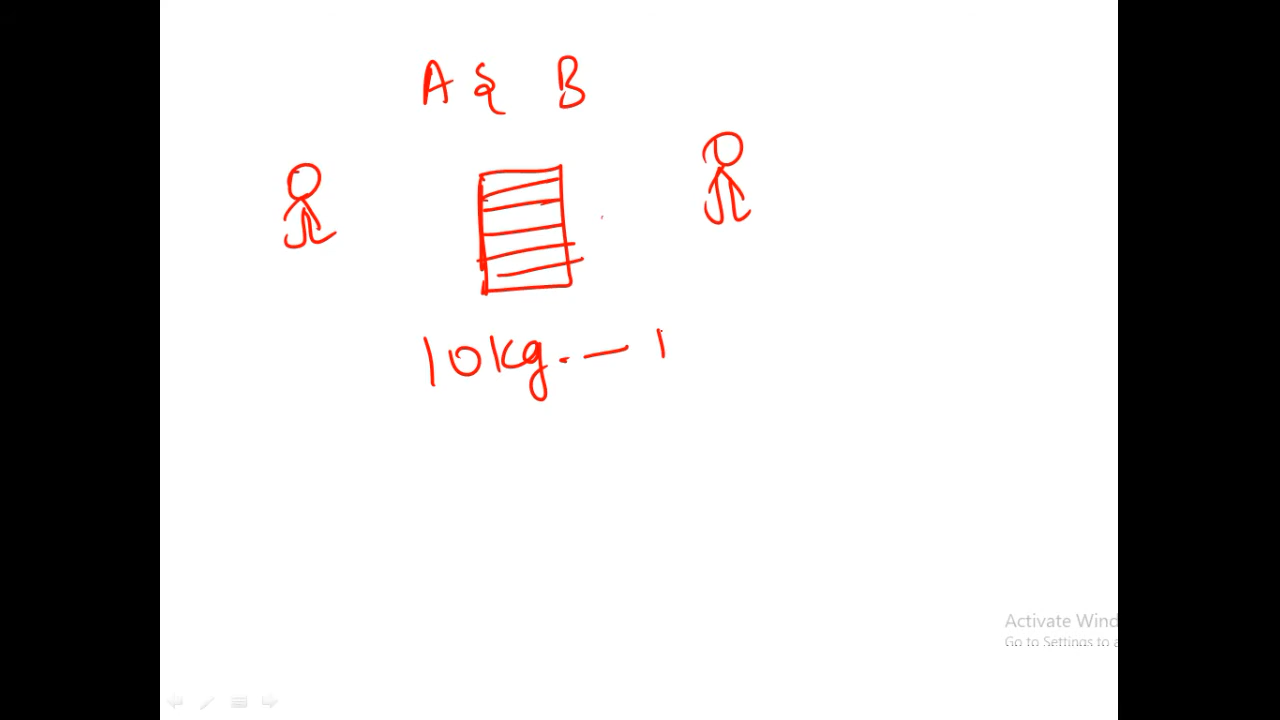 A & B
10kg. — 1
Activate Wind
Go to Settings to a